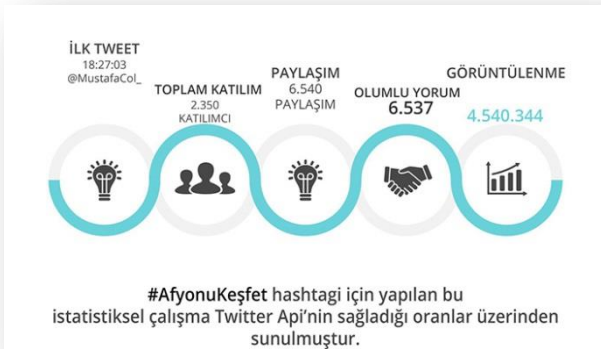 İLK TWEET
18:27:03
@MustafaCol_
TOPLAM KATILIM
2.350
KATILIMCI
PAYLAŞIM
6.540
PAYLAŞIM
OLUMLU YORUM
6.537
GÖRÜNTÜLENME
4.540.344
#AfyonuKeşfet hashtagi için yapılan bu
istatistiksel çalışma Twitter Api'nin sağladığı oranlar üzerinden
sunulmuştur.